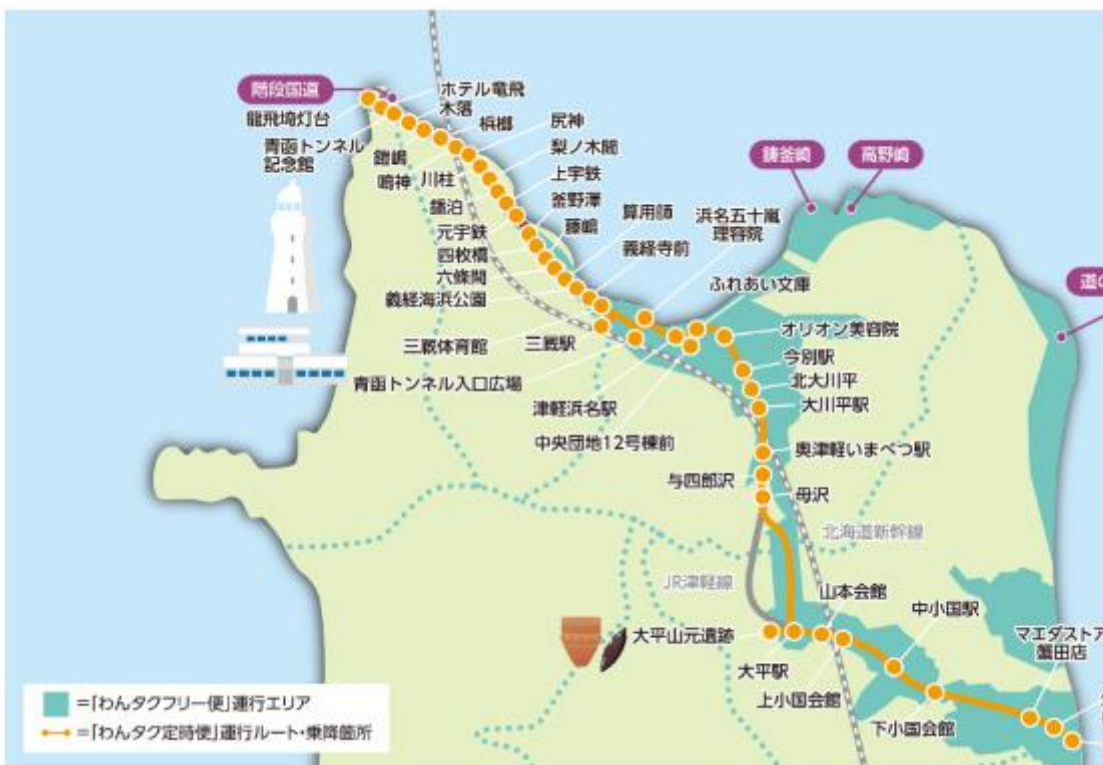 階段国道
龍飛埼灯台
青函トンネル
記念館
ホテル竜飛
木落
梹榔
尻神
鎧嶋
鳴神
川柱
梨ノ木間
上宇鉄
鐇泊
釜野澤
元宇鉄
藤嶋
算用師
四枚橋
六條間
義経寺前
義経海浜公園
浜名五十嵐
理容院
ふれあい文庫
鋳釜崎
高野崎
道の
三厩体育館
三厩駅
オリオン美容院
青函トンネル入口広場
今別駅
北大川平
大川平駅
津軽浜名駅
中央団地12号棟前
奥津軽いまべつ駅
与四郎沢
母沢
北海道新幹線
JR津軽線
山本会館
中小国駅
大平山元遺跡
マエダストア
蟹田店
大平駅
上小国会館
下小国会館
=「わんタクフリー便」運行エリア
=「わんタク定時便」運行ルート・乗降箇所